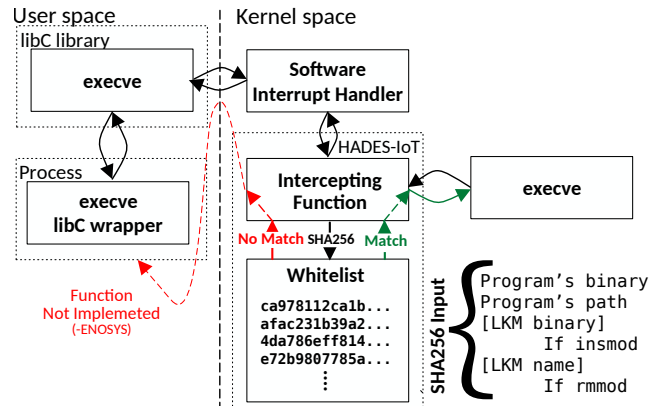 User space
Kernel space
libC library
execve
Software
Interrupt Handler
HADES-IoT
Process
execve
libC wrapper
Intercepting
Function
execve
No Match
SHA256
Match
Function
Not Implemeted
(-ENOSYS)
Whitelist
ca978112ca1b...
afac231b39a2...
4da786eff814...
e72b9807785a...
SHA256 Input
Program's binary
Program's path
[LKM binary]
If insmod
[LKM name]
If rmmod